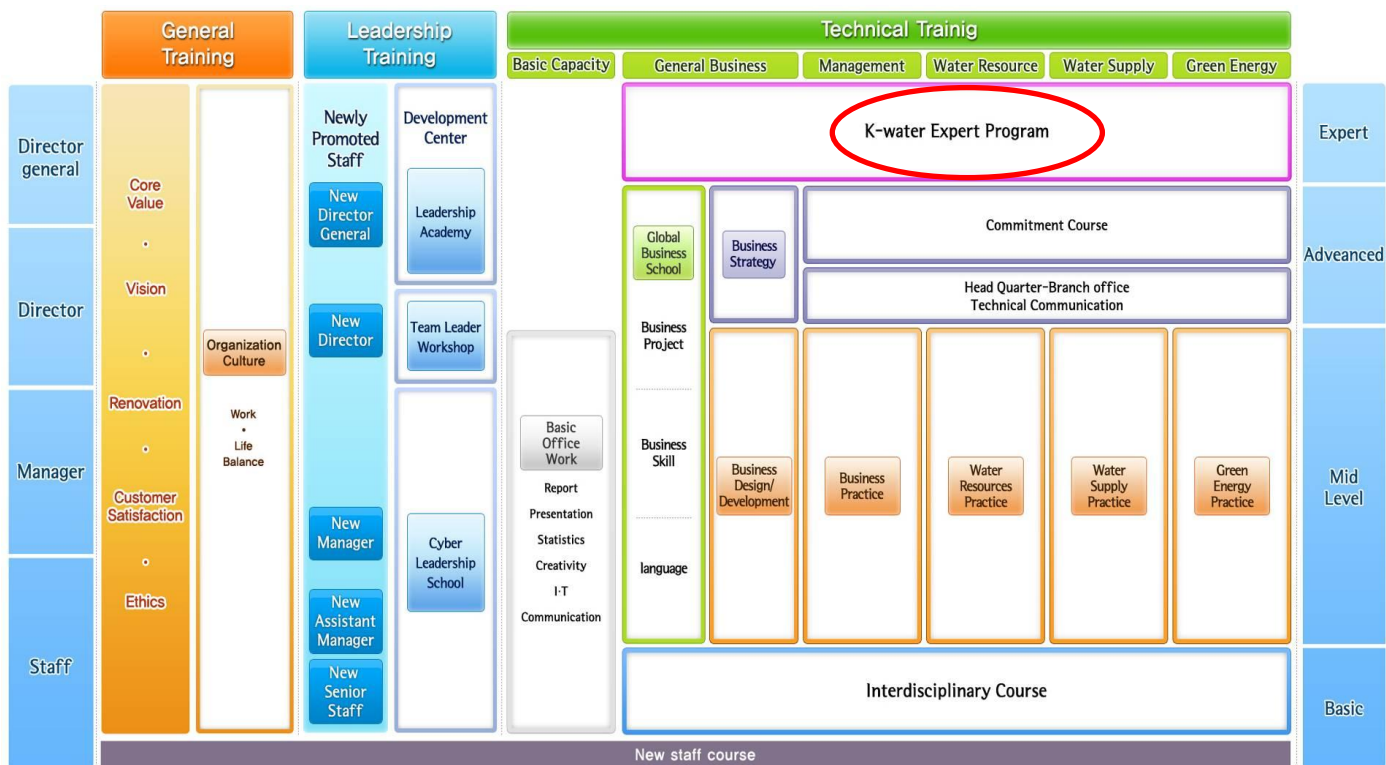 General
Training
Leadership
Training
Technical Trainig
Basic Capacity
General Business
Management
Water Resource
Water Supply
Green Energy
Director
general
Director
Manager
Staff
Core
Value
·
Vision
·
Renovation
·
Customer
Satisfaction
·
Ethics
Organization
Culture
Work
·
Life
Balance
Newly
Promoted
Staff
New
Director
General
New
Director
New
Manager
New
Assistant
Manager
New
Senior
Staff
Development
Center
Leadership
Academy
Team Leader
Workshop
Cyber
Leadership
School
Basic
Office
Work
Report
Presentation
Statistics
Creativity
I·T
Communication
K-water Expert Program
Global
Business
School
Business
Project
Business
Skill
language
Business
Strategy
Commitment Course
Head Quarter-Branch office
Technical Communication
Business
Design/
Development
Business
Practice
Water
Resources
Practice
Water
Supply
Practice
Green
Energy
Practice
Interdisciplinary Course
Expert
Adveanced
Mid
Level
Basic
New staff course